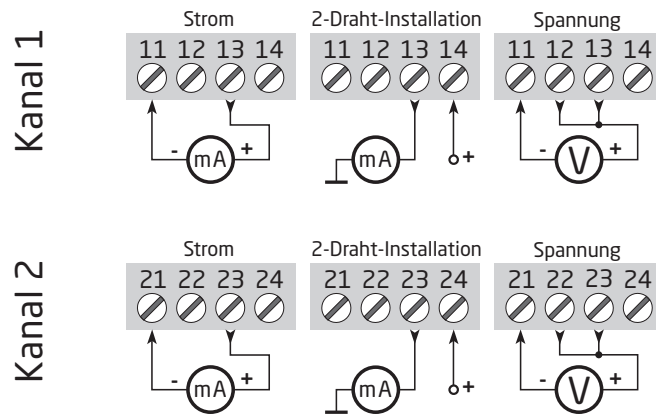 Kanal 1
Strom
11 12 13 14
- mA +
2-Draht-Installation
11 12 13 14
mA +
Spannung
11 12 13 14
- V +
Kanal 2
Strom
21 22 23 24
- mA +
2-Draht-Installation
21 22 23 24
mA +
Spannung
21 22 23 24
- V +